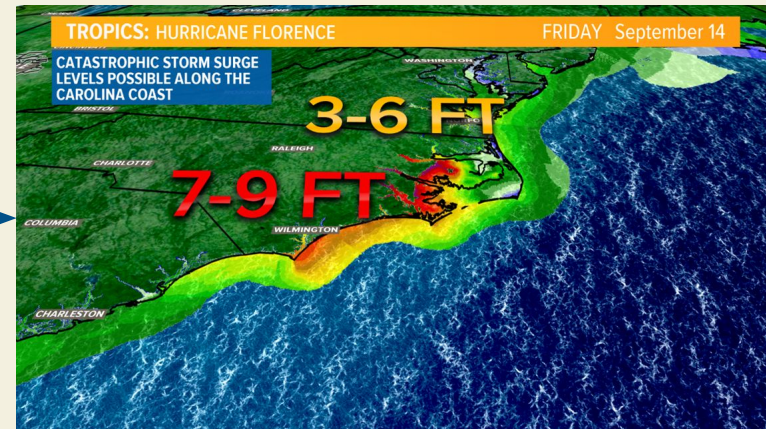 TROPICS: HURRICANE FLORENCE
FRIDAY September 14
CATASTROPHIC STORM SURGE
LEVELS POSSIBLE ALONG THE
CAROLINA COAST
CLEVELAND
WASHINGTON
BRISTOL
3-6 FT
RALEIGH
CHARLOTTE
7-9 FT
COLUMBIA
WILMINGTON
CHARLESTON